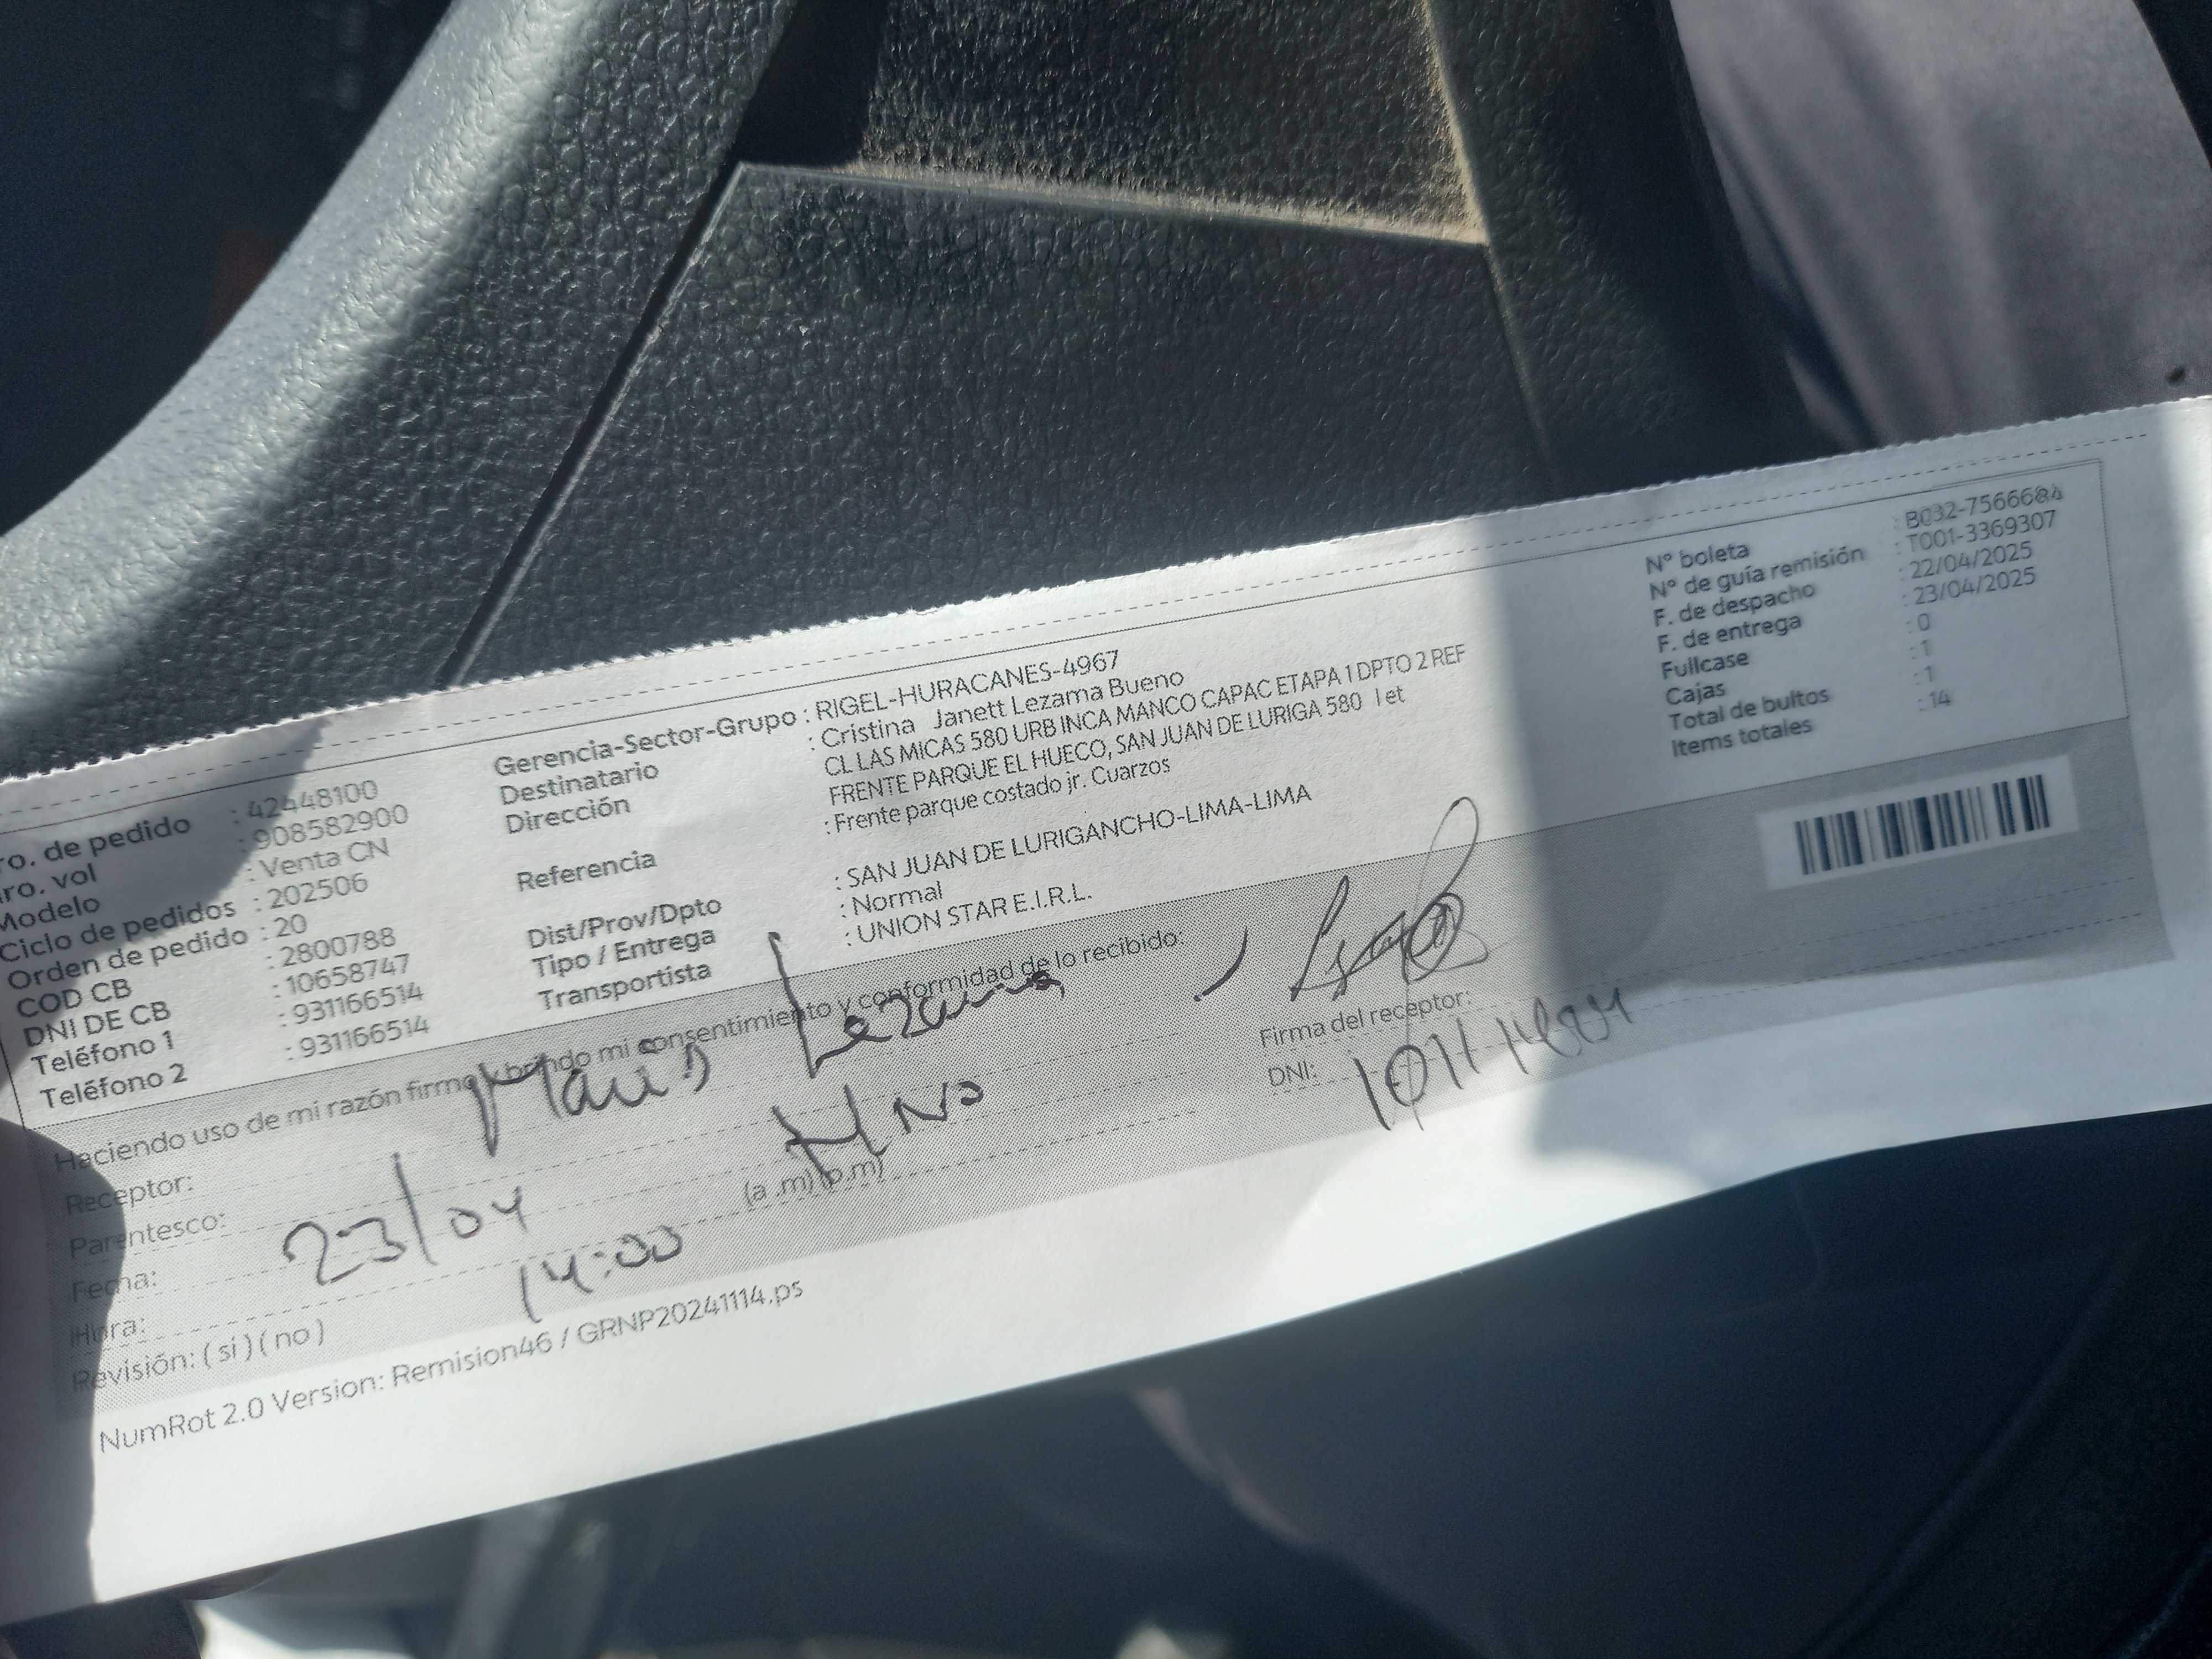 ro. de pedido : 42448100
ro. vol : 908582900
Modelo : Venta CN
Ciclo de pedidos : 202506
Orden de pedido : 20
COD CB : 2800788
DNI DE CB : 10658747
Teléfono 1 : 931166514
Teléfono 2 : 931166514
Gerencia-Sector-Grupo : RIGEL-HURACANES-4967
Destinatario : Cristina Janett Lezama Bueno
Dirección CL LAS MICAS 580 URB INCA MANCO CAPAC ETAPA 1 DPTO 2 REF
FRENTE PARQUE EL HUECO, SAN JUAN DE LURIGA 580 1 et
Referencia : Frente parque costado jr. Cuarzos
Dist/Prov/Dpto : SAN JUAN DE LURIGANCHO-LIMA-LIMA
Tipo / Entrega : Normal
Transportista : UNION STAR E.I.R.L.
N° boleta : B032-7566684
N° de guía remisión : T001-3369307
F. de despacho : 22/04/2025
F. de entrega : 23/04/2025
Fullcase : 0
Cajas : 1
Total de bultos : 1
Items totales : 14
Haciendo uso de mi razón firmo y brindo mi consentimiento y conformidad de lo recibido:
Receptor: Lezama
Parentesco: HNO
Fecha: 23/04
Hora: 14:00 (a .m) (p.m)
Revisión: ( si ) ( no )
Firma del receptor:
DNI:
NumRot 2.0 Version: Remision46 / GRNP20241114.ps